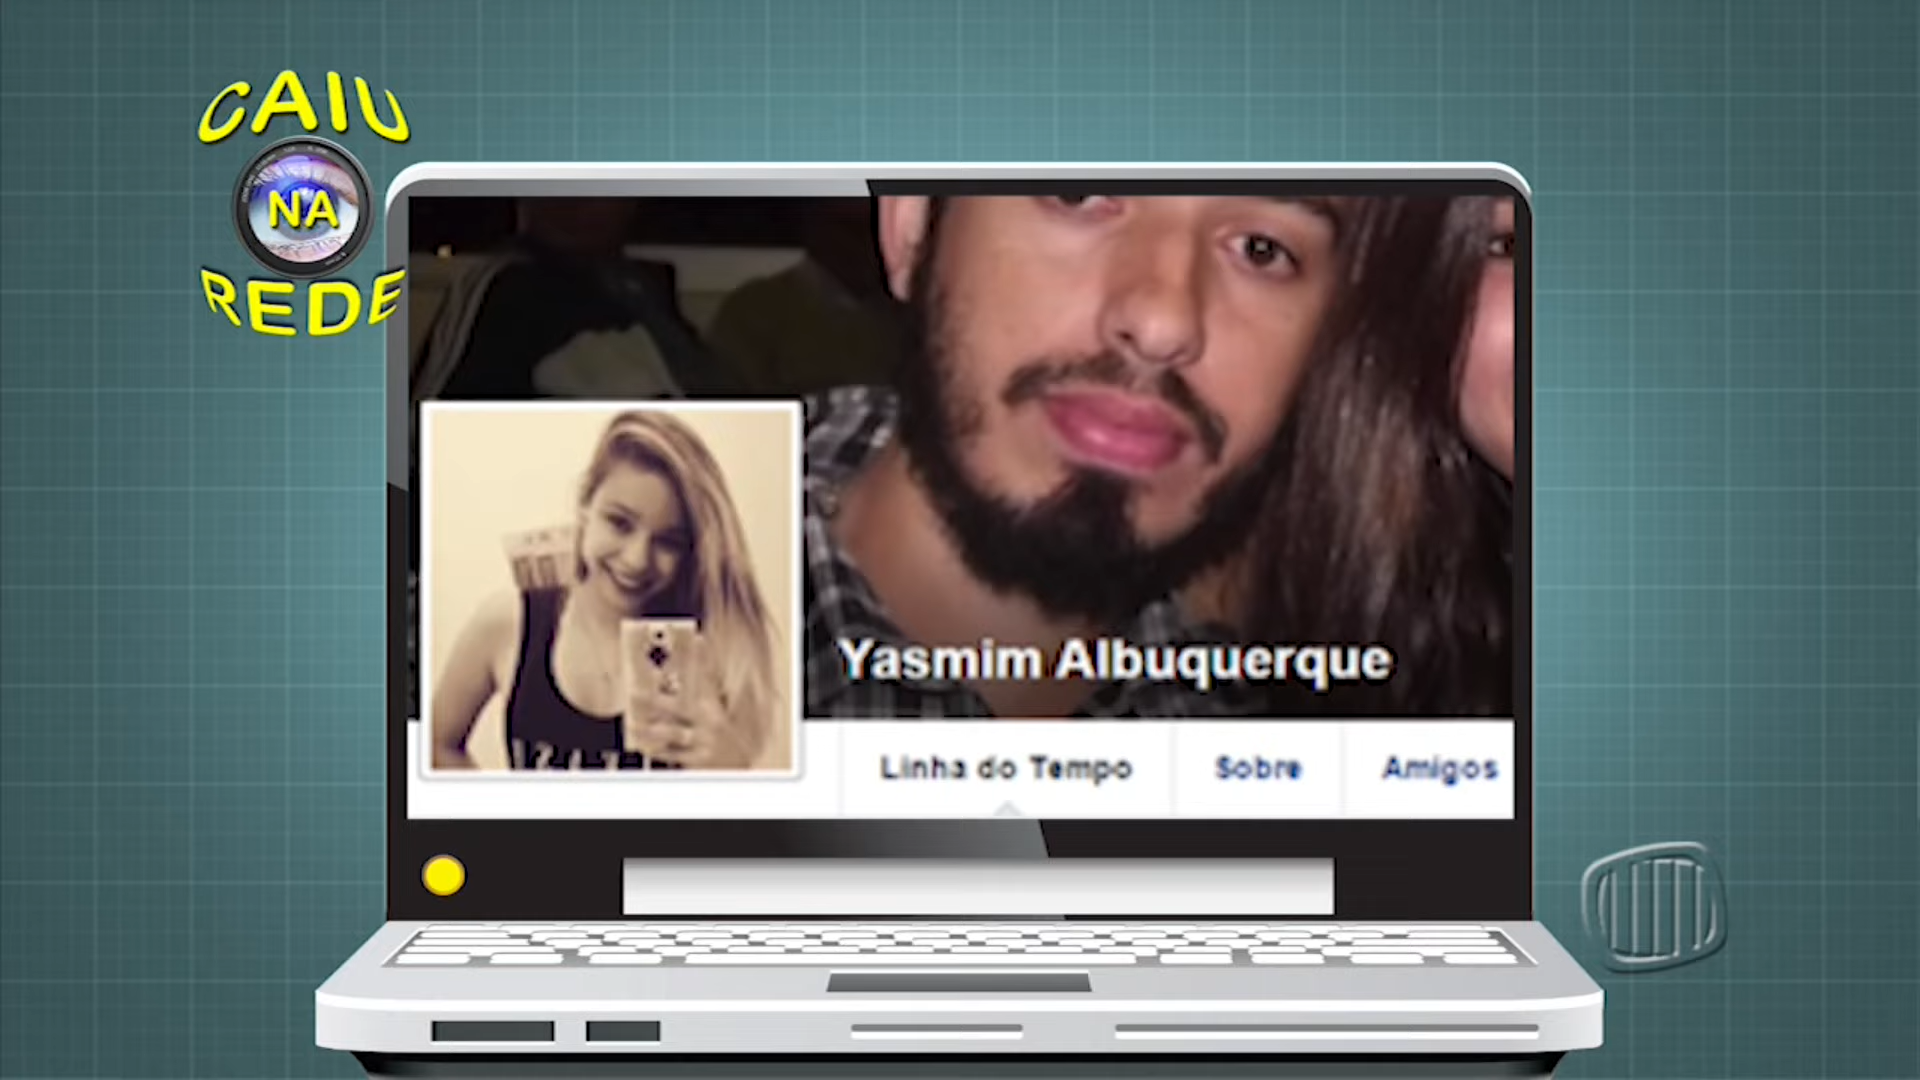 CAIU
NA
REDE
Yasmim Albuquerque
Linha do Tempo
Sobre
Amigos